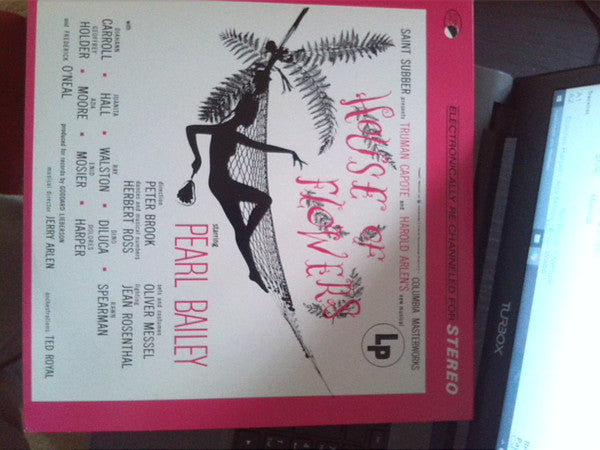 ELECTRONICALLY RE-CHANNELED FOR STEREO
COLUMBIA MASTERWORKS
SAINT SUBBER presents TRUMAN CAPOTE and HAROLD ARLEN'S new musical
HOUSE OF
FLOWERS
Lp
starring
PEARL BAILEY
direction
PETER BROOK
dances and musical numbers
HERBERT ROSS
sets and costumes
OLIVER MESSEL
lighting
JEAN ROSENTHAL
with
DIAHANN CARROLL • JUANITA HALL • RAY WALSTON • DINO DILUCA • DAWN SPEARMAN
GEOFFREY HOLDER • ADA MOORE • ENID MOSIER • DOLORES HARPER
and FREDERICK O'NEAL
produced for records by GODDARD LIEBERSON
musical director JERRY ARLEN
orchestrations TED ROYAL
TURBOX